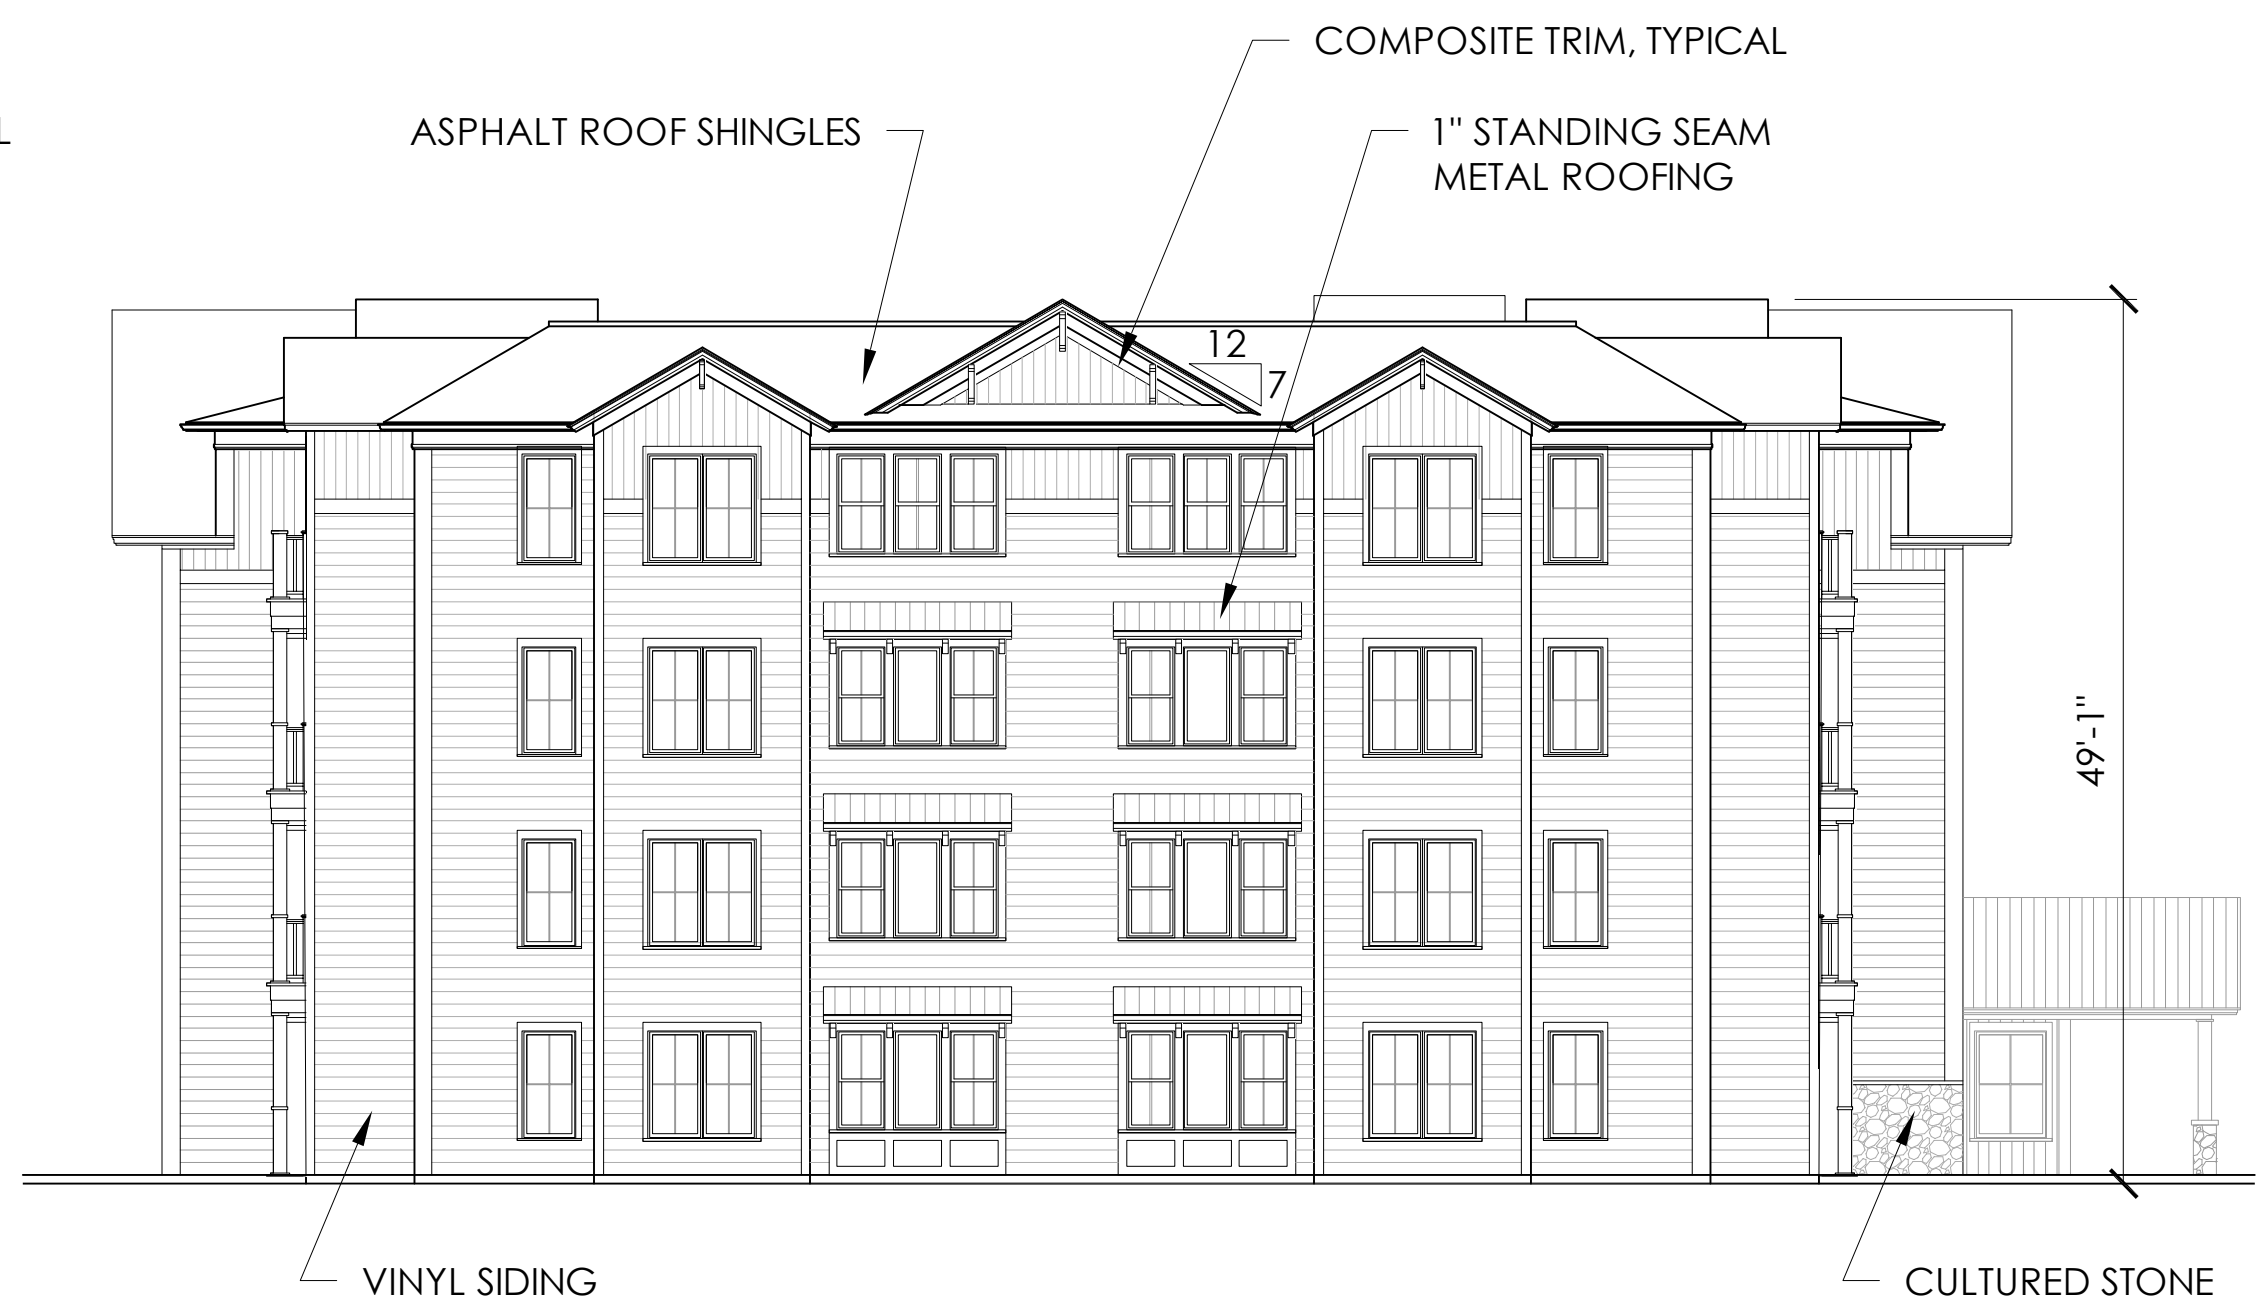 COMPOSITE TRIM, TYPICAL
L
ASPHALT ROOF SHINGLES
1" STANDING SEAM
METAL ROOFING
12
7
49'-1"
VINYL SIDING
CULTURED STONE